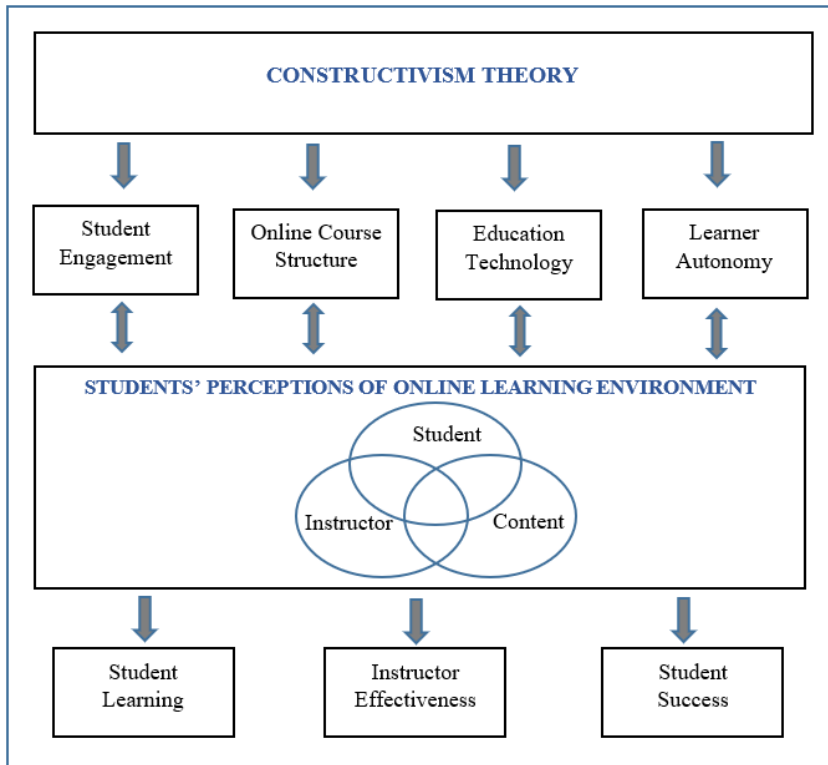 CONSTRUCTIVISM THEORY
Student
Engagement
Online Course
Structure
Education
Technology
Learner
Autonomy
STUDENTS’ PERCEPTIONS OF ONLINE LEARNING ENVIRONMENT
Student
Instructor
Content
Student
Learning
Instructor
Effectiveness
Student
Success